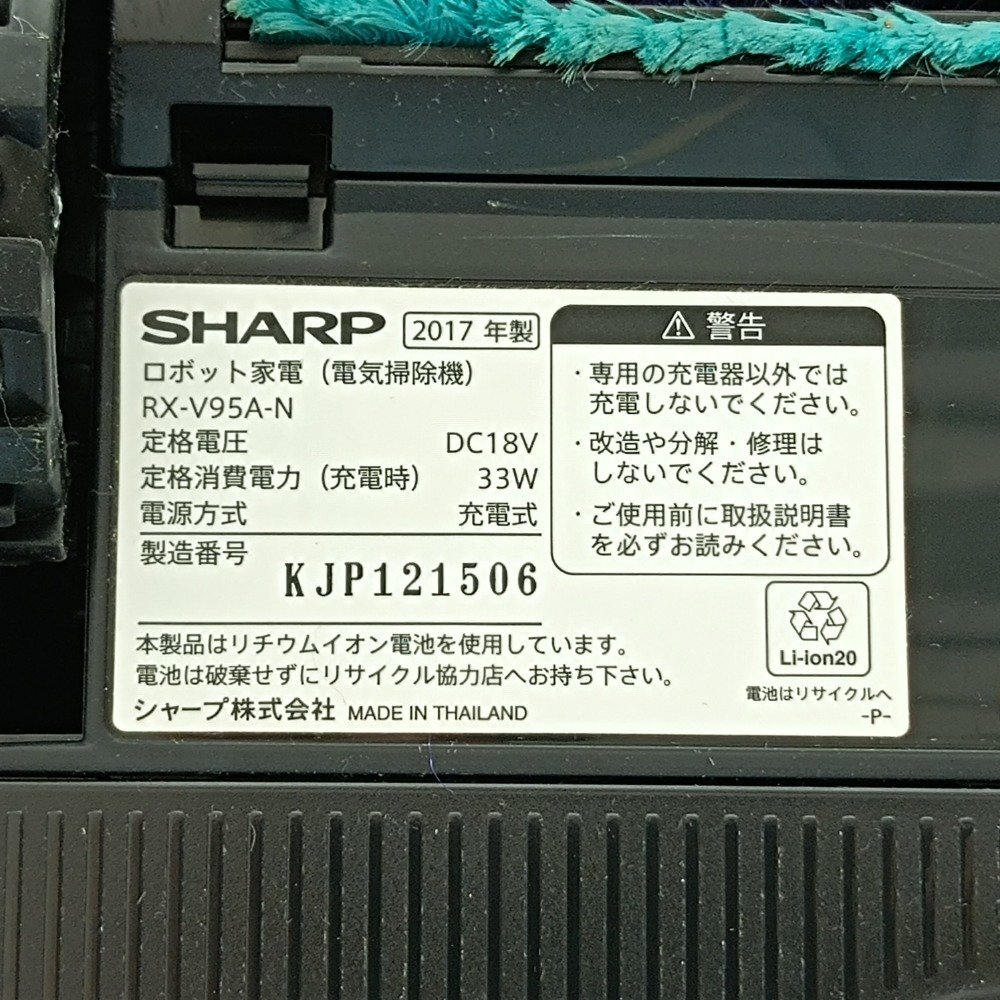 SHARP 2017 年製
ロボット家電（電気掃除機）
RX-V95A-N
定格電圧 DC18V
定格消費電力（充電時） 33W
電源方式 充電式
製造番号
KJP121506
⚠ 警告
・専用の充電器以外では
充電しないでください。
・改造や分解・修理は
しないでください。
・ご使用前に取扱説明書
を必ずお読みください。
本製品はリチウムイオン電池を使用しています。
電池は破棄せずにリサイクル協力店へお持ち下さい。
シャープ株式会社 MADE IN THAILAND
Li-ion20
電池はリサイクルへ
-P-